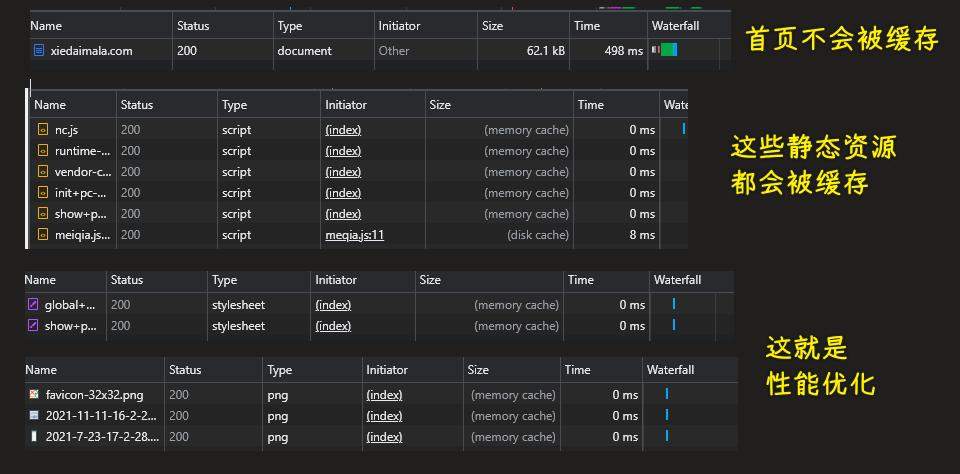 Name Status Type Initiator Size Time Waterfall
xiedaimala.com 200 document Other 62.1 kB 498 ms
首页不会被缓存
Name Status Type Initiator Size Time Wate
nc.js 200 script (index) (memory cache) 0 ms
runtime-... 200 script (index) (memory cache) 0 ms
vendor-c... 200 script (index) (memory cache) 0 ms
init+pc-... 200 script (index) (memory cache) 0 ms
show+p... 200 script (index) (memory cache) 0 ms
meiqia.js... 200 script meqia.js:11 (disk cache) 8 ms
这些静态资源
都会被缓存
Name Status Type Initiator Size Time Waterfall
global+... 200 stylesheet (index) (memory cache) 0 ms
show+p... 200 stylesheet (index) (memory cache) 0 ms
这就是
性能优化
Name Status Type Initiator Size Time Waterfall
favicon-32x32.png 200 png (index) (memory cache) 0 ms
2021-11-11-16-2-2... 200 png (index) (memory cache) 0 ms
2021-7-23-17-2-28.... 200 png (index) (memory cache) 0 ms